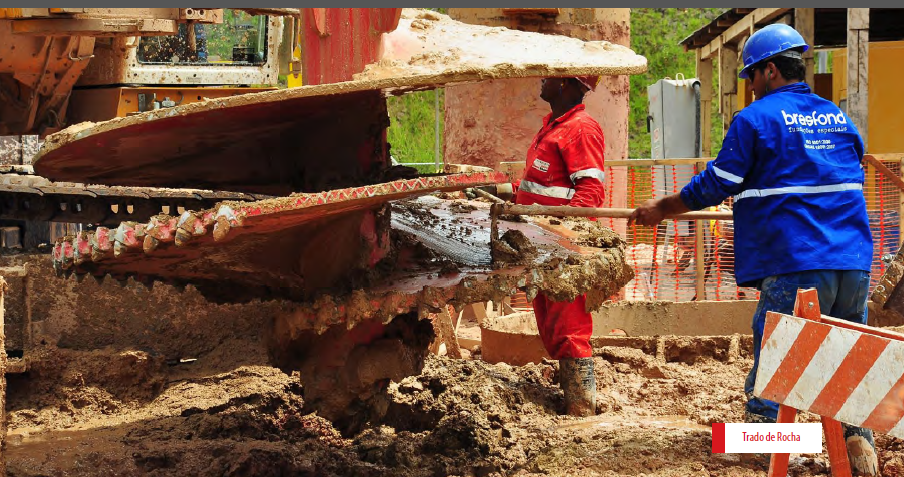 brasfond
fundações especiais
Trado de Rocha